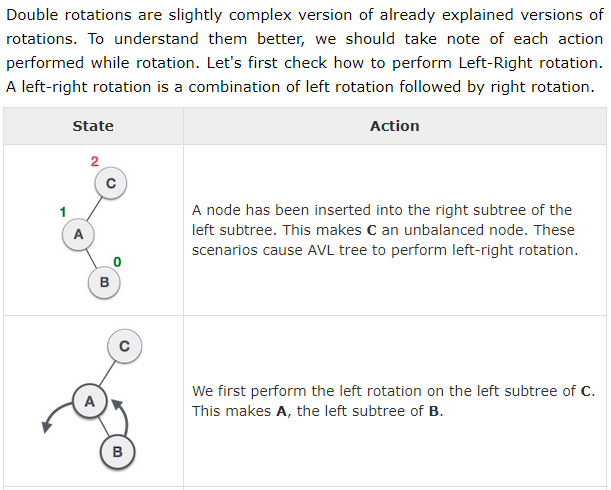 Double rotations are slightly complex version of already explained versions of
rotations. To understand them better, we should take note of each action
performed while rotation. Let's first check how to perform Left-Right rotation.
A left-right rotation is a combination of left rotation followed by right rotation.
State
Action
2
C
1
A
0
B
A node has been inserted into the right subtree of the
left subtree. This makes C an unbalanced node. These
scenarios cause AVL tree to perform left-right rotation.
C
A
B
We first perform the left rotation on the left subtree of C.
This makes A, the left subtree of B.